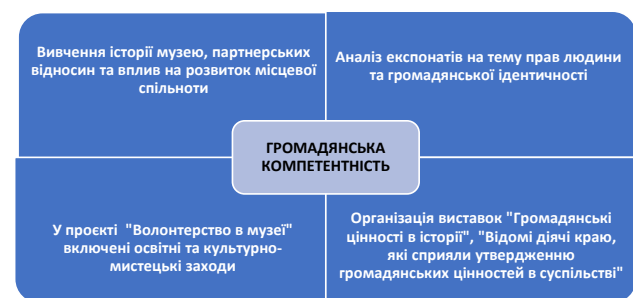 Вивчення історії музею, партнерських
відносин та вплив на розвиток місцевої
спільноти
Аналіз експонатів на тему прав людини
та громадянської ідентичності
ГРОМАДЯНСЬКА
КОМПЕТЕНТНІСТЬ
У проєкті "Волонтерство в музеї"
включені освітні та культурно-
мистецькі заходи
Організація виставок "Громадянські
цінності в історії", "Відомі діячі краю,
які сприяли утвердженню
громадянських цінностей в суспільстві"